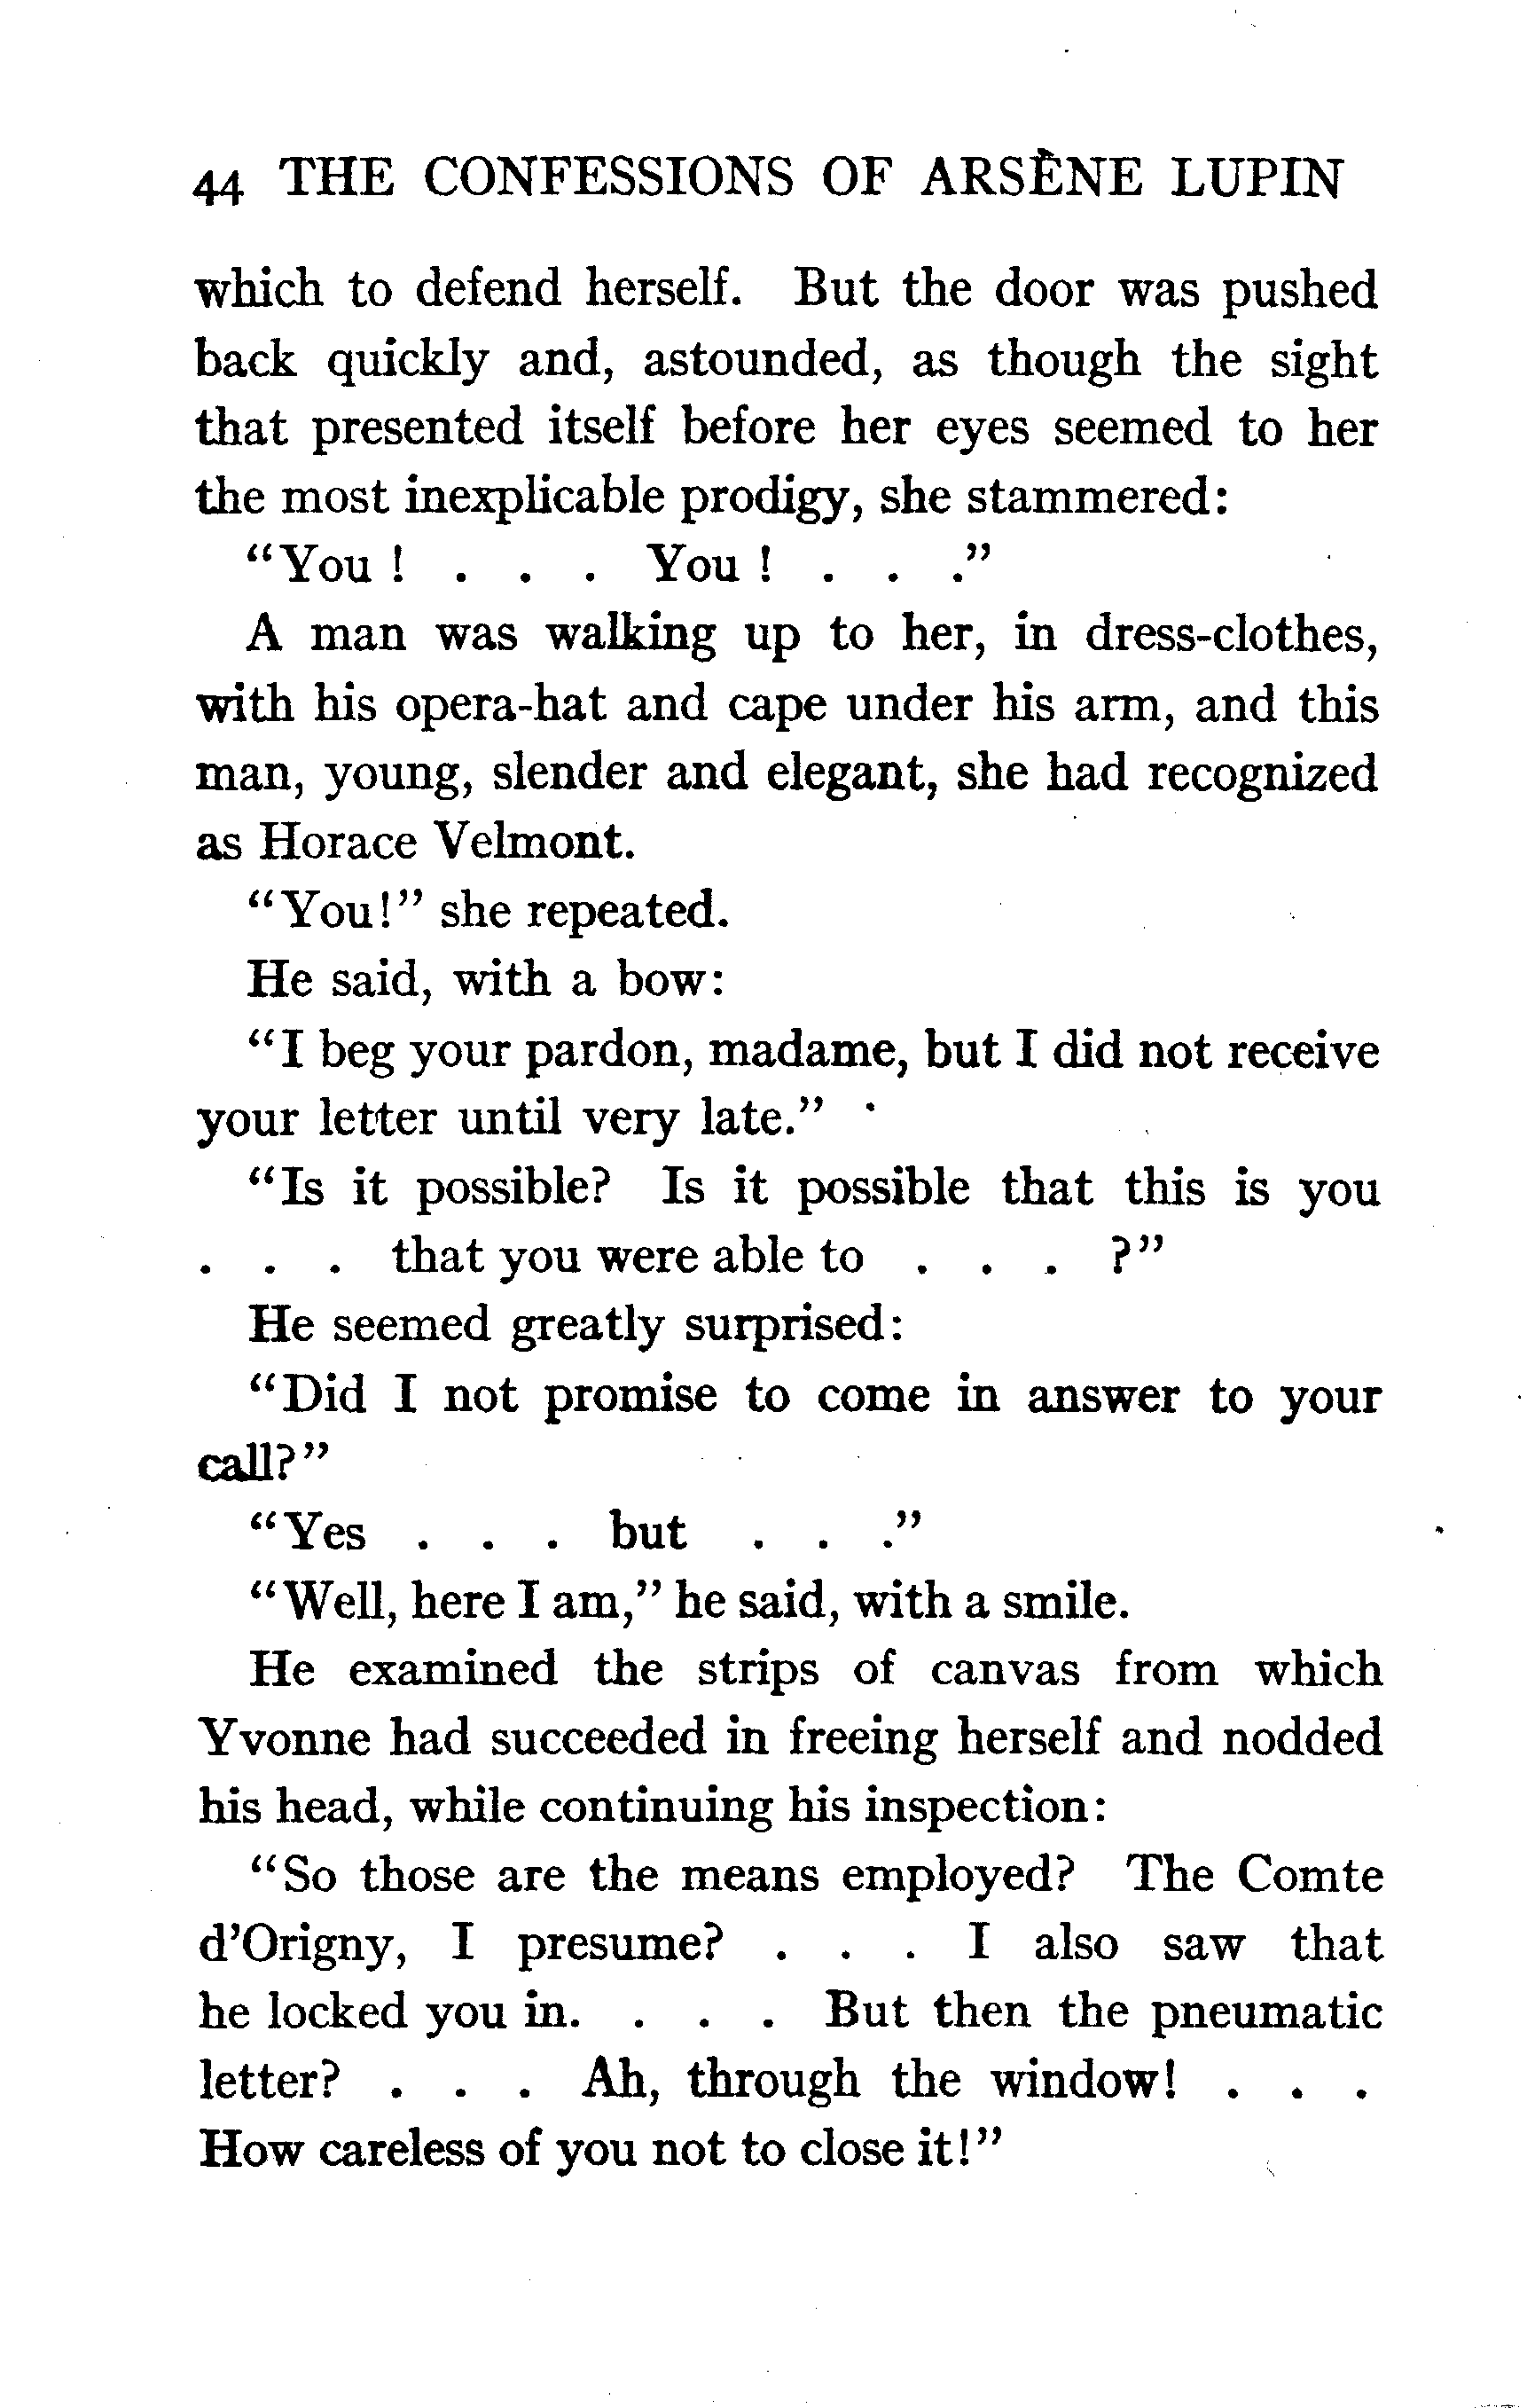 44 THE CONFESSIONS OF ARSÈNE LUPIN
which to defend herself. But the door was pushed
back quickly and, astounded, as though the sight
that presented itself before her eyes seemed to her
the most inexplicable prodigy, she stammered:
"You! . . . You! . . ."
A man was walking up to her, in dress-clothes,
with his opera-hat and cape under his arm, and this
man, young, slender and elegant, she had recognized
as Horace Velmont.
"You!" she repeated.
He said, with a bow:
"I beg your pardon, madame, but I did not receive
your letter until very late."
"Is it possible? Is it possible that this is you
. . . that you were able to . . . ?"
He seemed greatly surprised:
"Did I not promise to come in answer to your
call?"
"Yes . . . but . . ."
"Well, here I am," he said, with a smile.
He examined the strips of canvas from which
Yvonne had succeeded in freeing herself and nodded
his head, while continuing his inspection:
"So those are the means employed? The Comte
d'Origny, I presume? . . . I also saw that
he locked you in. . . . But then the pneumatic
letter? . . . Ah, through the window! . . .
How careless of you not to close it!"